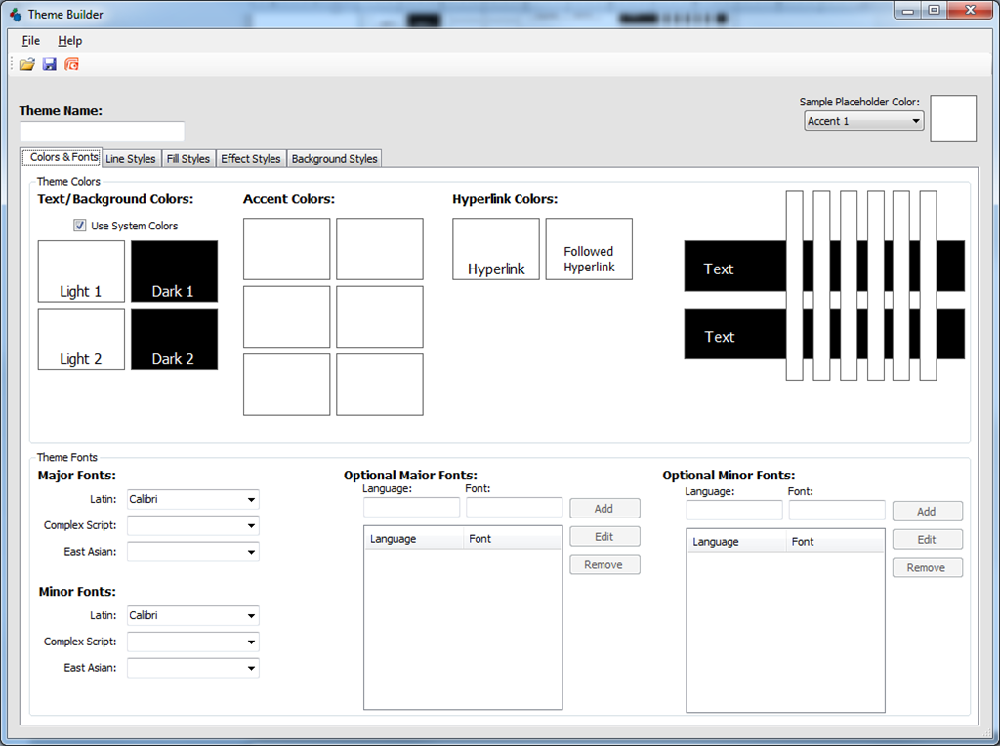 Theme Builder
File Help
Sample Placeholder Color:
Theme Name:
Accent 1
Colors & Fonts Line Styles Fill Styles Effect Styles Background Styles
Theme Colors
Text/Background Colors: Accent Colors: Hyperlink Colors:
Use System Colors
Followed
Hyperlink Hyperlink Text
Light 1 Dark 1
Text
Light 2 Dark 2
Theme Fonts
Major Fonts: Optional Maior Fonts: Optional Minor Fonts:
Language: Font: Language: Font:
Latin: Calibri
Add Add
Complex Script:
Language Font Edit Language Font Edit
East Asian:
Remove Remove
Minor Fonts:
Latin: Calibri
Complex Script:
East Asian: